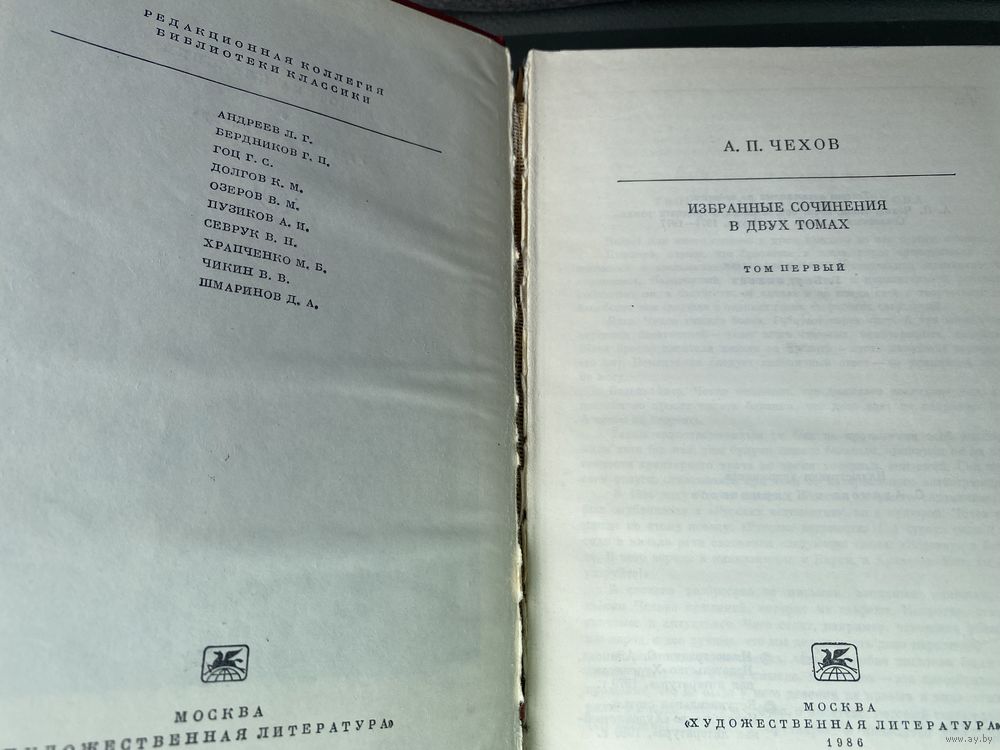 РЕДАКЦИОННАЯ КОЛЛЕГИЯ
БИБЛИОТЕКИ КЛАССИКИ
АНДРЕЕВ Л. Г.
БЕРДНИКОВ Г. П.
ГОЦ Г. С.
ДОЛГОВ К. М.
ОЗЕРОВ В. М.
ПУЗИКОВ А. И.
СЕВРУК В. Н.
ХРАПЧЕНКО М. Б.
ЧИКИН В. В.
ШМАРИНОВ Д. А.
МОСКВА
ХУДОЖЕСТВЕННАЯ ЛИТЕРАТУРА»
А. П. ЧЕХОВ
ИЗБРАННЫЕ СОЧИНЕНИЯ
В ДВУХ ТОМАХ
ТОМ ПЕРВЫЙ
МОСКВА
«ХУДОЖЕСТВЕННАЯ ЛИТЕРАТУРА»
1986
www.ay.by